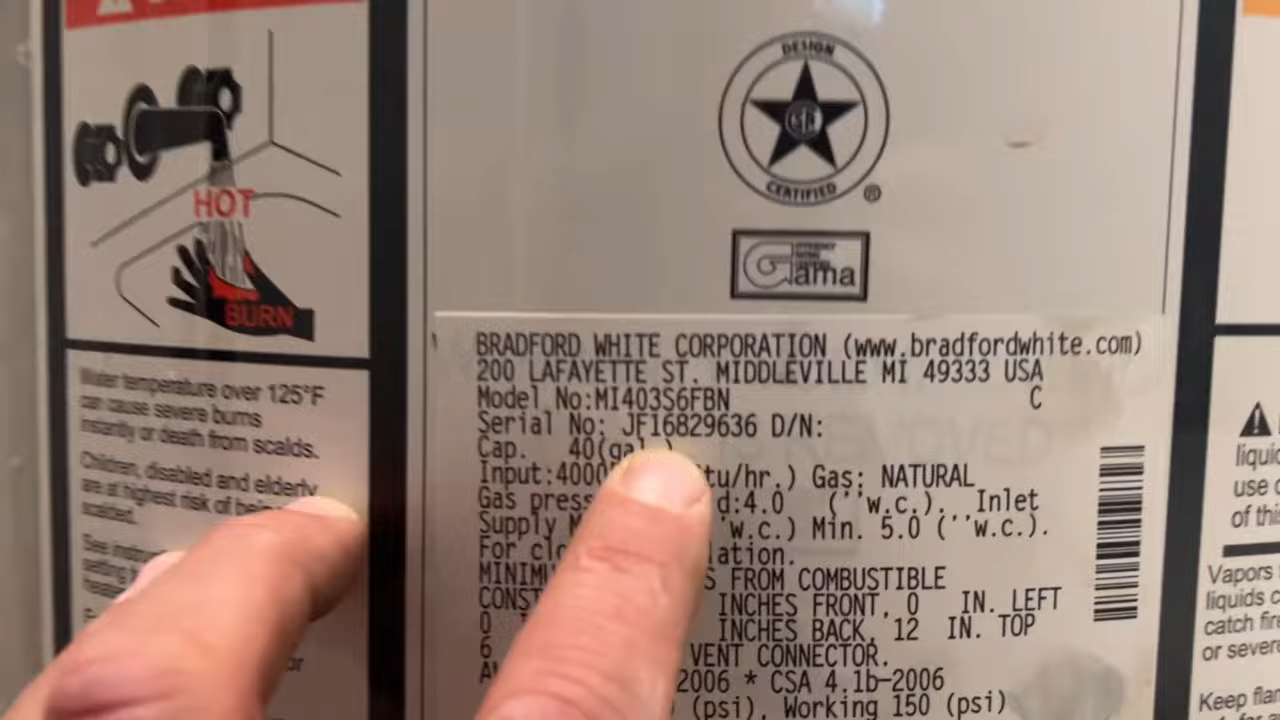 HOT
BURN
Water temperature over 125°F
can cause severe burns
instantly or death from scalds.
Children, disabled and elderly
are at highest risk of being
scalded.
See
DESIGN
CERTIFIED
®
Gama
BRADFORD WHITE CORPORATION (www.bradfordwhite.com)
200 LAFAYETTE ST. MIDDLEVILLE MI 49333 USA
Model No:MI403S6FBN C
Serial No: JF16829636 D/N:
Cap. 40(gal.)
Input:4000 tu/hr.) Gas: NATURAL
Gas press d:4.0 (''w.c.). Inlet
Supply M 'w.c.) Min. 5.0 (''w.c.).
For clo lation.
MINIMU S FROM COMBUSTIBLE
CONST INCHES FRONT, 0 IN. LEFT
0 INCHES BACK, 12 IN. TOP
6 VENT CONNECTOR.
2006 * CSA 4.1b-2006
(psi), Working 150 (psi)
liquid
use o
of this
Vapors
liquids c
catch fire
or severe
Keep flam